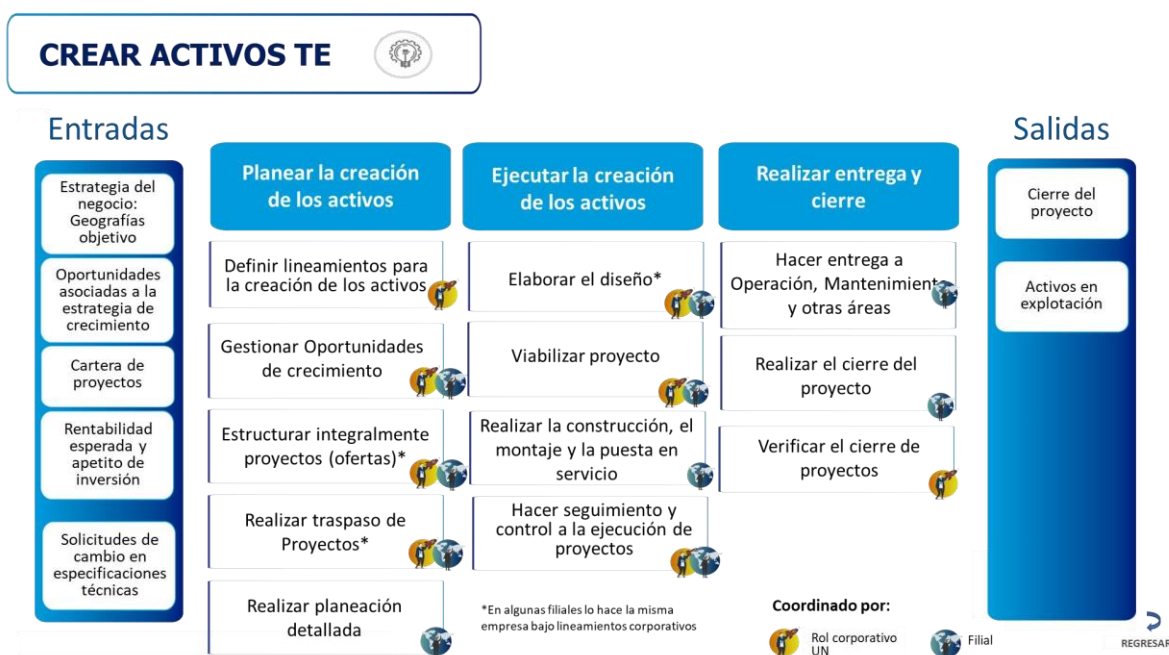 CREAR ACTIVOS TE
Entradas
Estrategia del
negocio:
Geografías
objetivo
Oportunidades
asociadas a la
estrategia de
crecimiento
Cartera de
proyectos
Rentabilidad
esperada y
apetito de
inversión
Solicitudes de
cambio en
especificaciones
técnicas
Planear la creación
de los activos
Definir lineamientos para
la creación de los activos
Gestionar Oportunidades
de crecimiento
Estructurar integralmente
proyectos (ofertas)*
Realizar traspaso de
Proyectos*
Realizar planeación
detallada
Ejecutar la creación
de los activos
Elaborar el diseño*
Viabilizar proyecto
Realizar la construcción, el
montaje y la puesta en
servicio
Hacer seguimiento y
control a la ejecución de
proyectos
*En algunas filiales lo hace la misma
empresa bajo lineamientos corporativos
Realizar entrega y
cierre
Hacer entrega a
Operación, Mantenimient
y otras áreas
Realizar el cierre del
proyecto
Verificar el cierre de
proyectos
Coordinado por:
Rol corporativo
UN
Filial
Salidas
Cierre del
proyecto
Activos en
explotación
REGRESAR